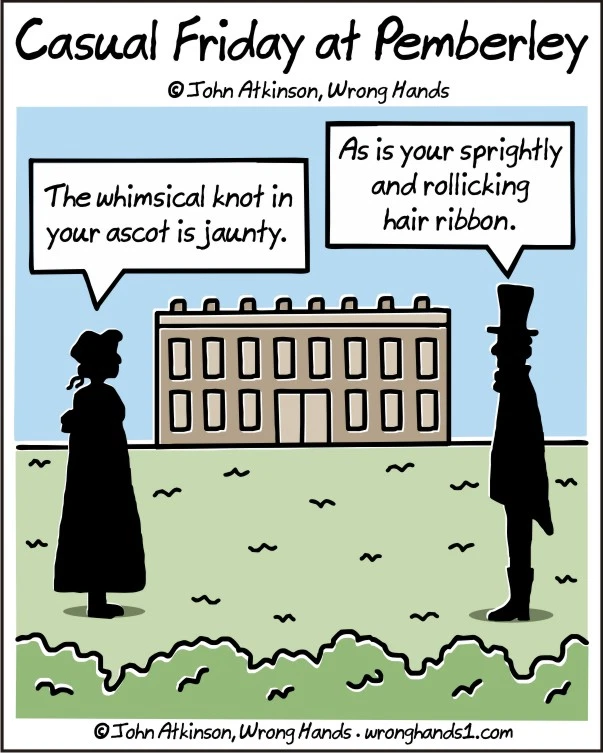 Casual Friday at Pemberley
© John Atkinson, Wrong Hands
The whimsical knot in
your ascot is jaunty.
As is your sprightly
and rollicking
hair ribbon.
© John Atkinson, Wrong Hands · wronghands1.com